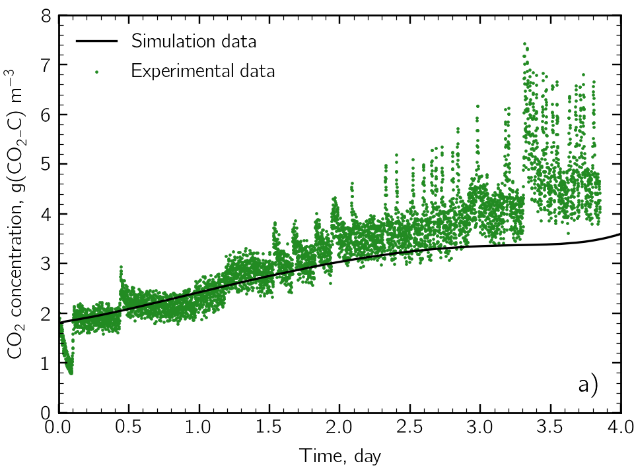 8
7
6
5
4
3
2
1
0
CO₂ concentration, g(CO₂–C) m⁻³
Simulation data
Experimental data
a)
0.0 0.5 1.0 1.5 2.0 2.5 3.0 3.5 4.0
Time, day